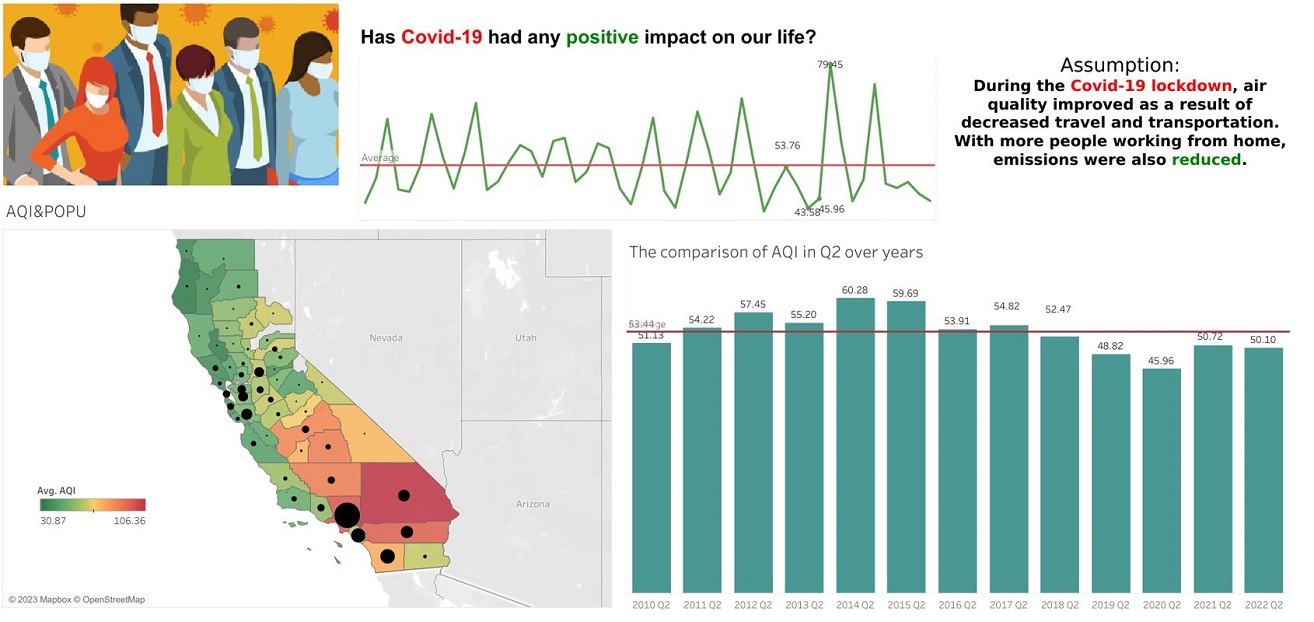 Has Covid-19 had any positive impact on our life?
79.45
Average
53.76
43.58
45.96
Assumption:
During the Covid-19 lockdown, air
quality improved as a result of
decreased travel and transportation.
With more people working from home,
emissions were also reduced.
AQI&POPU
Nevada
Utah
Arizona
Avg. AQI
30.87 106.36
© 2023 Mapbox © OpenStreetMap
The comparison of AQI in Q2 over years
60.28 59.69
57.45
55.20
54.22
54.82
53.91
52.47
53.44
Average
51.13
48.82
45.96
50.72
50.10
2010 Q2 2011 Q2 2012 Q2 2013 Q2 2014 Q2 2015 Q2 2016 Q2 2017 Q2 2018 Q2 2019 Q2 2020 Q2 2021 Q2 2022 Q2